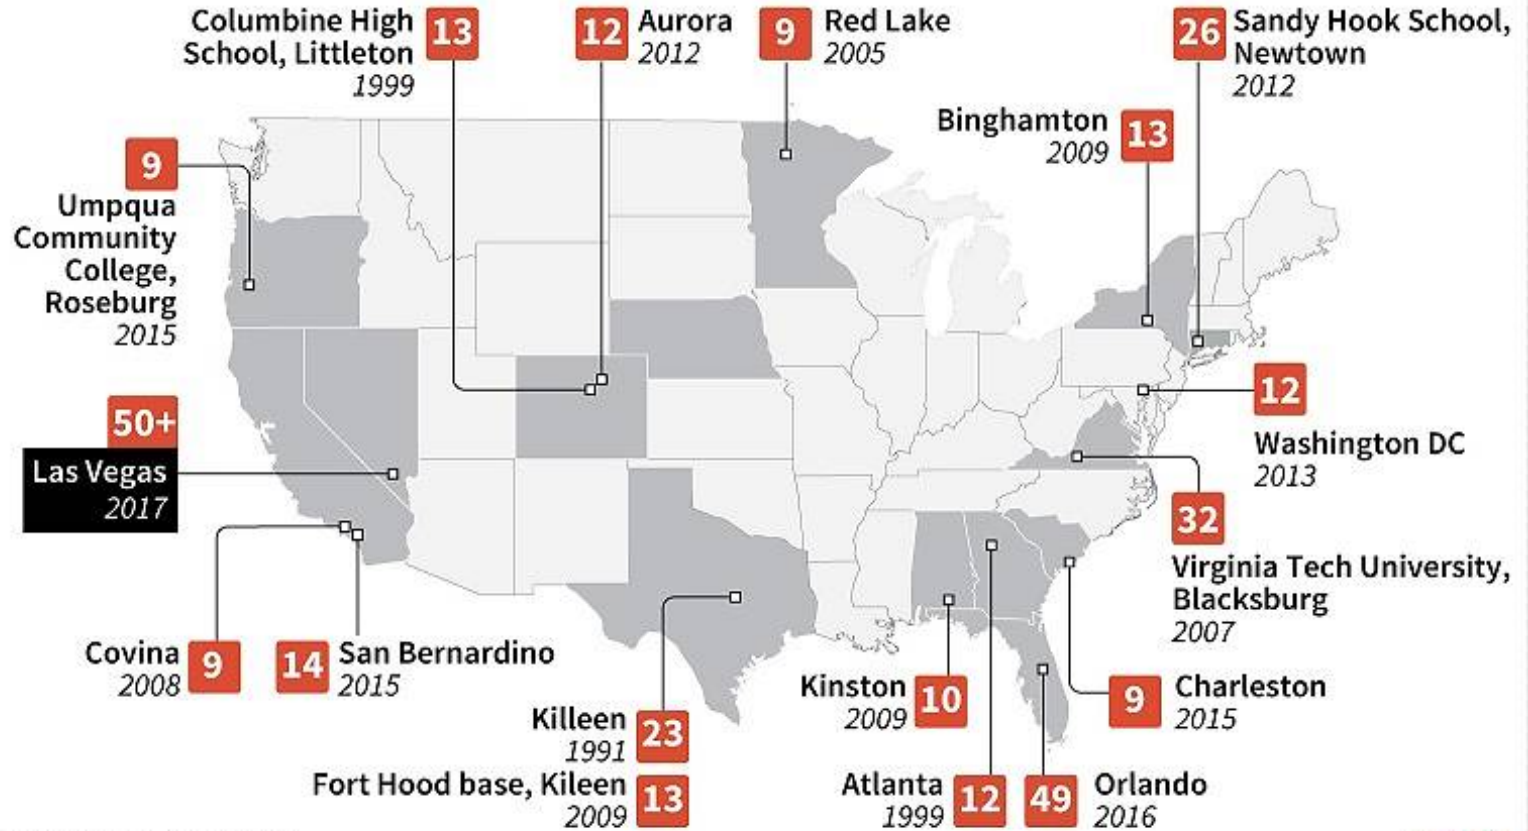 Columbine High
School, Littleton
1999
13
12
Aurora
2012
9
Red Lake
2005
26
Sandy Hook School,
Newtown
2012
Binghamton
2009
13
9
Umpqua
Community
College,
Roseburg
2015
50+
Las Vegas
2017
12
Washington DC
2013
32
Virginia Tech University,
Blacksburg
2007
Covina
2008
9
14
San Bernardino
2015
Killeen
1991
23
Fort Hood base, Kileen
2009
13
Kinston
2009
10
9
Charleston
2015
Atlanta
1999
12
49
Orlando
2016